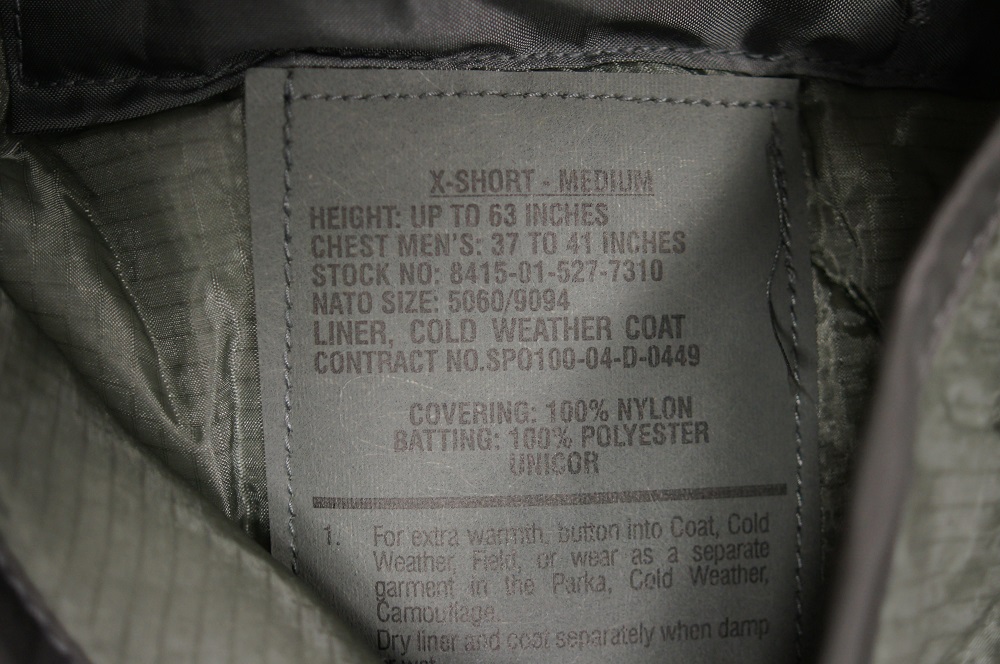 X-SHORT - MEDIUM
HEIGHT: UP TO 63 INCHES
CHEST MEN'S: 37 TO 41 INCHES
STOCK NO: 8415-01-527-7310
NATO SIZE: 5060/9094
LINER, COLD WEATHER COAT
CONTRACT NO.SPO100-04-D-0449
COVERING: 100% NYLON
BATTING: 100% POLYESTER
UNICOR
1. For extra warmth, button into Coat, Cold
Weather, Field, or wear as a separate
garment in the Parka, Cold Weather,
Camouflage.
Dry liner and coat separately when damp